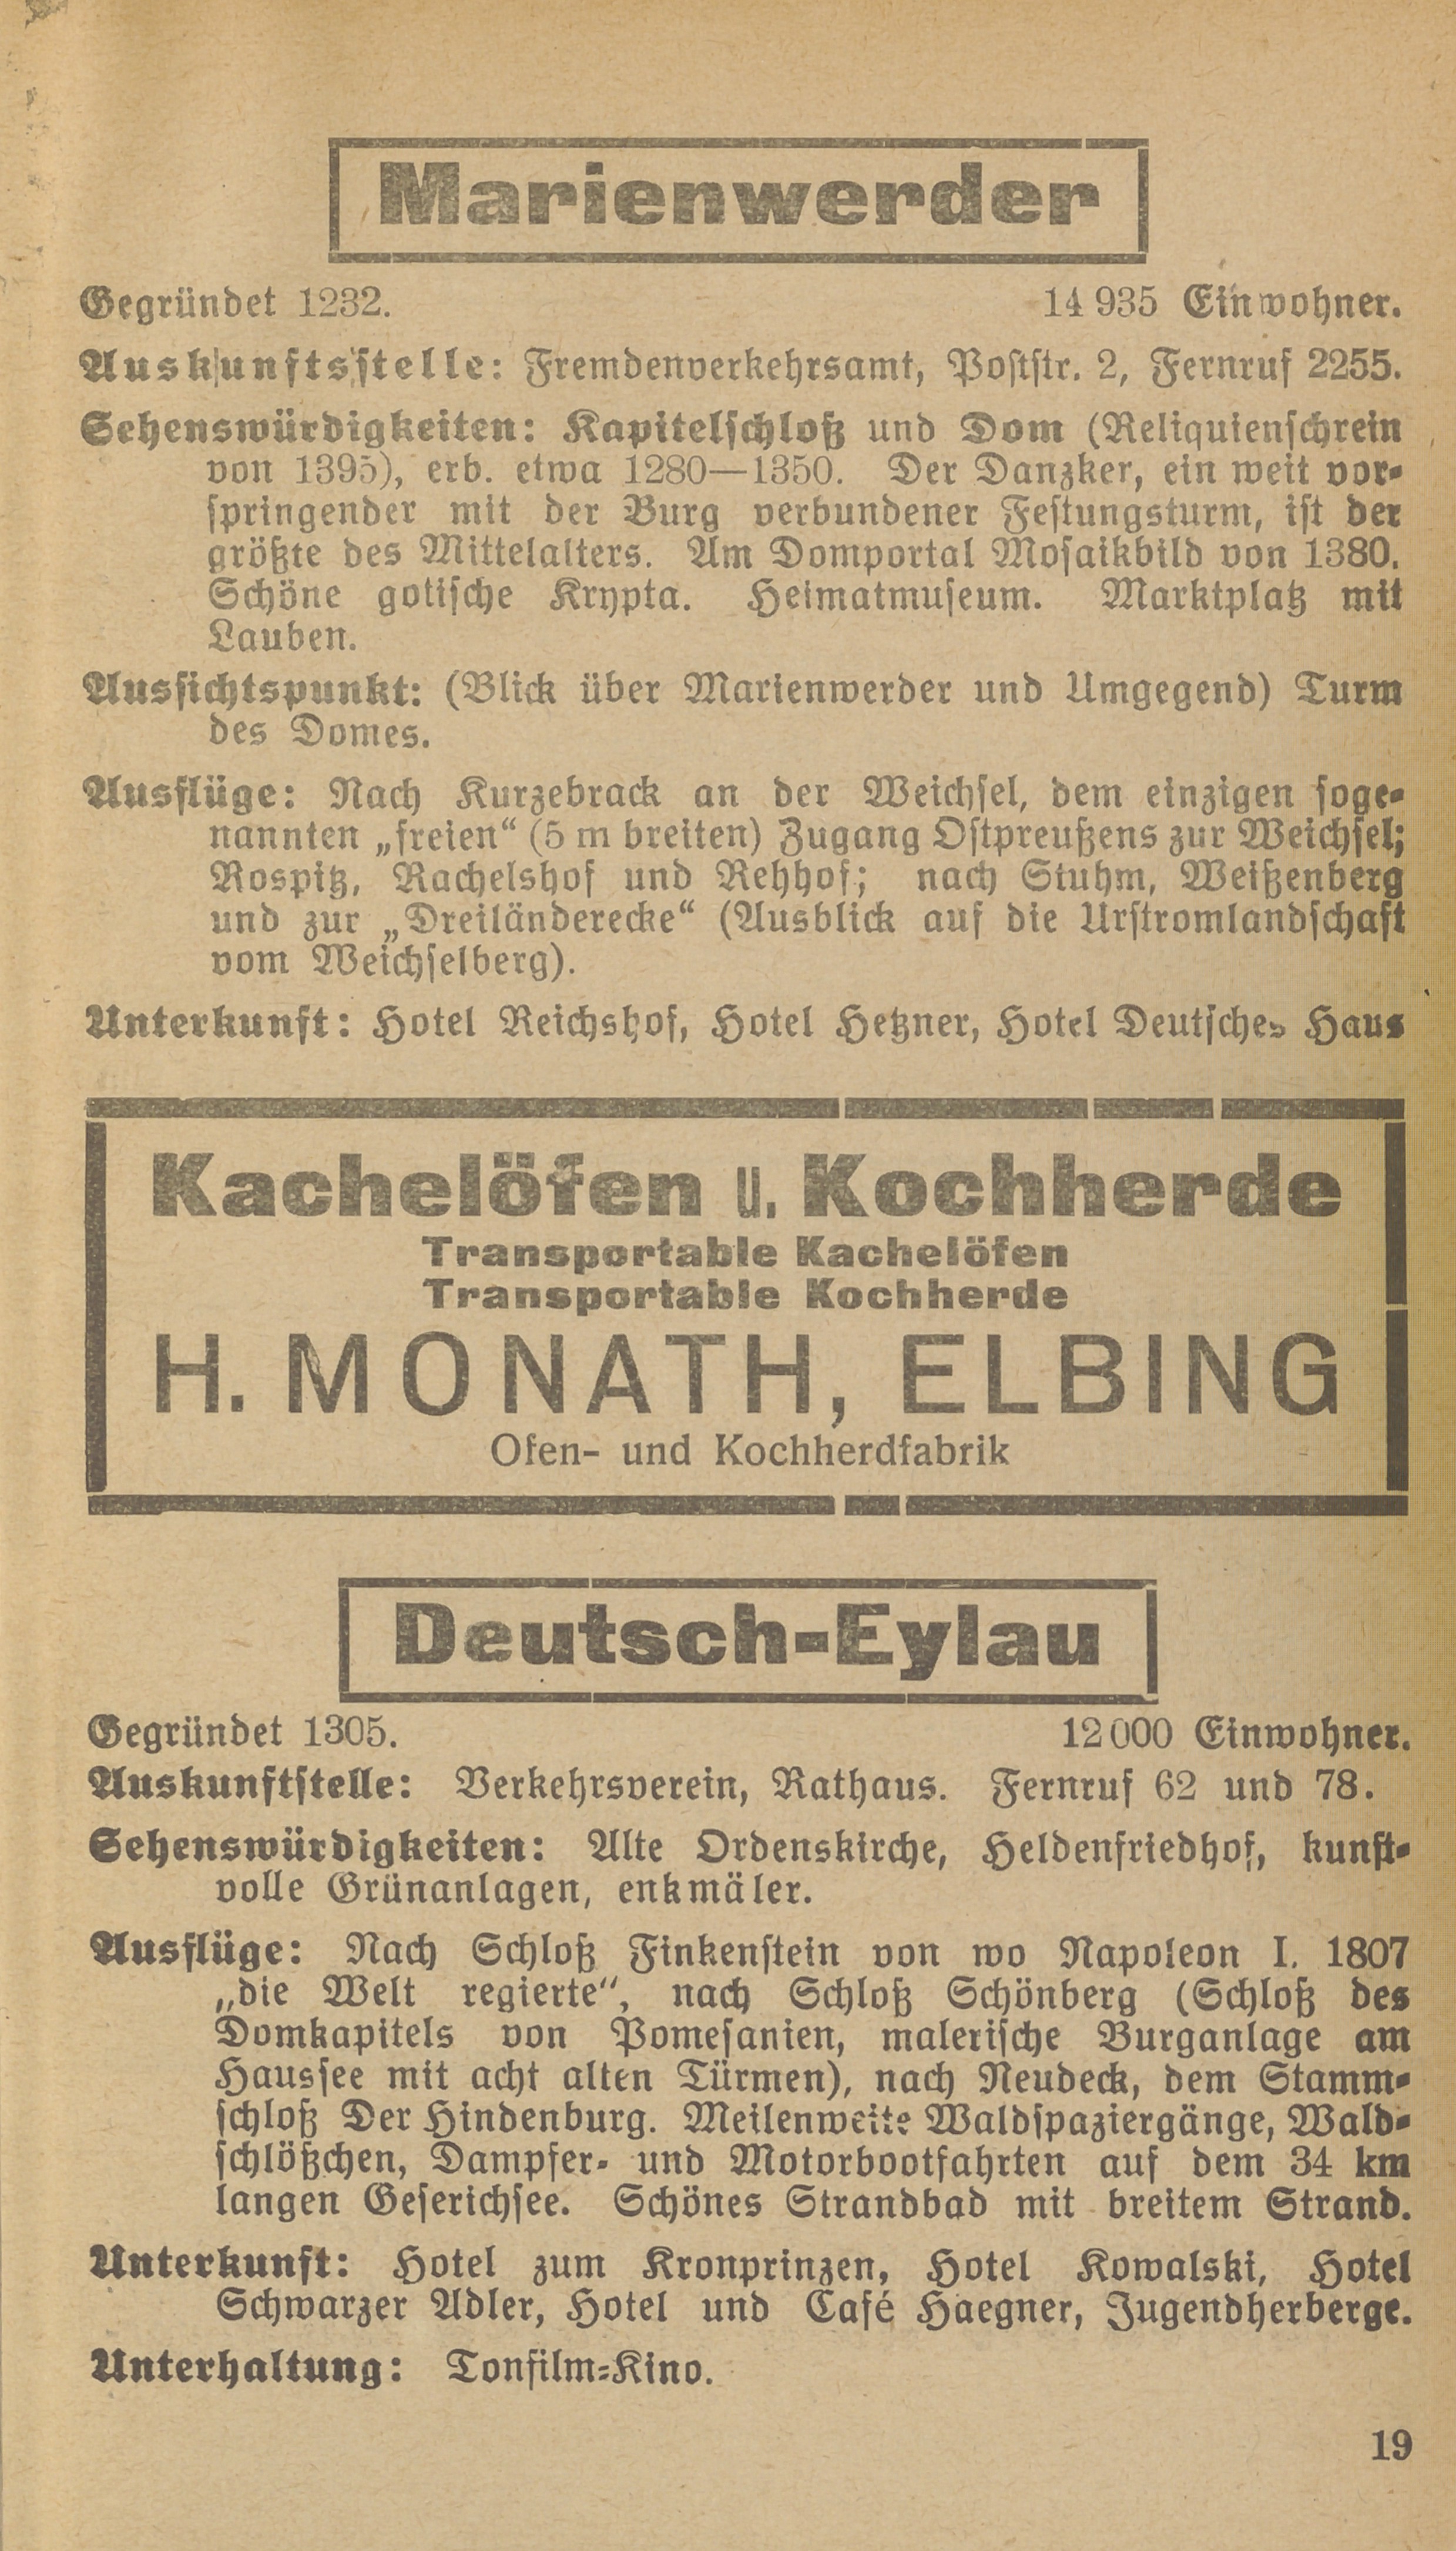 Marienwerder
Gegründet 1232. 14 935 Einwohner.
Auskunftsstelle: Fremdenverkehrsamt, Poststr. 2, Fernruf 2255.
Sehenswürdigkeiten: Kapitelschloß und Dom (Reliquienschrein
von 1395), erb. etwa 1280—1350. Der Danzker, ein weit vor-
springender mit der Burg verbundener Festungsturm, ist der
größte des Mittelalters. Am Domportal Mosaikbild von 1380.
Schöne gotische Krypta. Heimatmuseum. Marktplatz mit
Lauben.
Aussichtspunkt: (Blick über Marienwerder und Umgegend) Turm
des Domes.
Ausflüge: Nach Kurzebrack an der Weichsel, dem einzigen soge-
nannten „freien“ (5 m breiten) Zugang Ostpreußens zur Weichsel;
Rospitz, Rachelshof und Rehhof; nach Stuhm, Weißenberg
und zur „Dreiländerecke“ (Ausblick auf die Urstromlandschaft
vom Weichselberg).
Unterkunft: Hotel Reichshof, Hotel Hetzner, Hotel Deutsches Haus
Kachelöfen u. Kochherde
Transportable Kachelöfen
Transportable Kochherde
H. MONATH, ELBING
Ofen- und Kochherdfabrik
Deutsch-Eylau
Gegründet 1305. 12 000 Einwohner.
Auskunftstelle: Verkehrsverein, Rathaus. Fernruf 62 und 78.
Sehenswürdigkeiten: Alte Ordenskirche, Heldenfriedhof, kunst-
volle Grünanlagen, enkmäler.
Ausflüge: Nach Schloß Finkenstein von wo Napoleon I. 1807
„die Welt regierte“, nach Schloß Schönberg (Schloß des
Domkapitels von Pomesanien, malerische Burganlage am
Haussee mit acht alten Türmen), nach Neudeck, dem Stamm-
schloß Der Hindenburg. Meilenweite Waldspaziergänge, Wald-
schlößchen, Dampfer- und Motorbootfahrten auf dem 34 km
langen Geserichsee. Schönes Strandbad mit breitem Strand.
Unterkunft: Hotel zum Kronprinzen, Hotel Kowalski, Hotel
Schwarzer Adler, Hotel und Café Haegner, Jugendherberge.
Unterhaltung: Tonfilm-Kino.
19